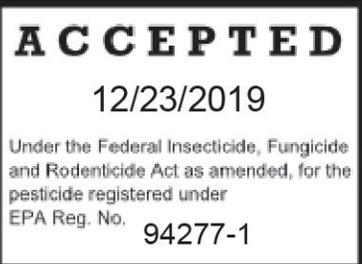 ACCEPTED
12/23/2019
Under the Federal Insecticide, Fungicide
and Rodenticide Act as amended, for the
pesticide registered under
EPA Reg. No.
94277-1